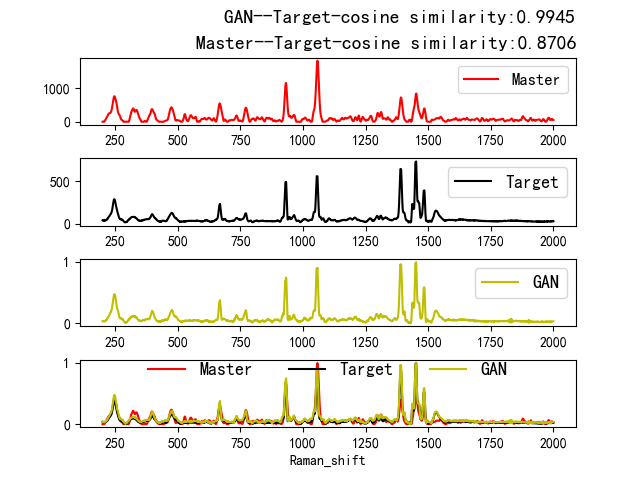 GAN--Target-cosine similarity:0.9945
Master--Target-cosine similarity:0.8706
1000
0
Master
250 500 750 1000 1250 1500 1750 2000
500
0
Target
250 500 750 1000 1250 1500 1750 2000
1
0
GAN
250 500 750 1000 1250 1500 1750 2000
1
0
Master Target GAN
250 500 750 1000 1250 1500 1750 2000
Raman_shift